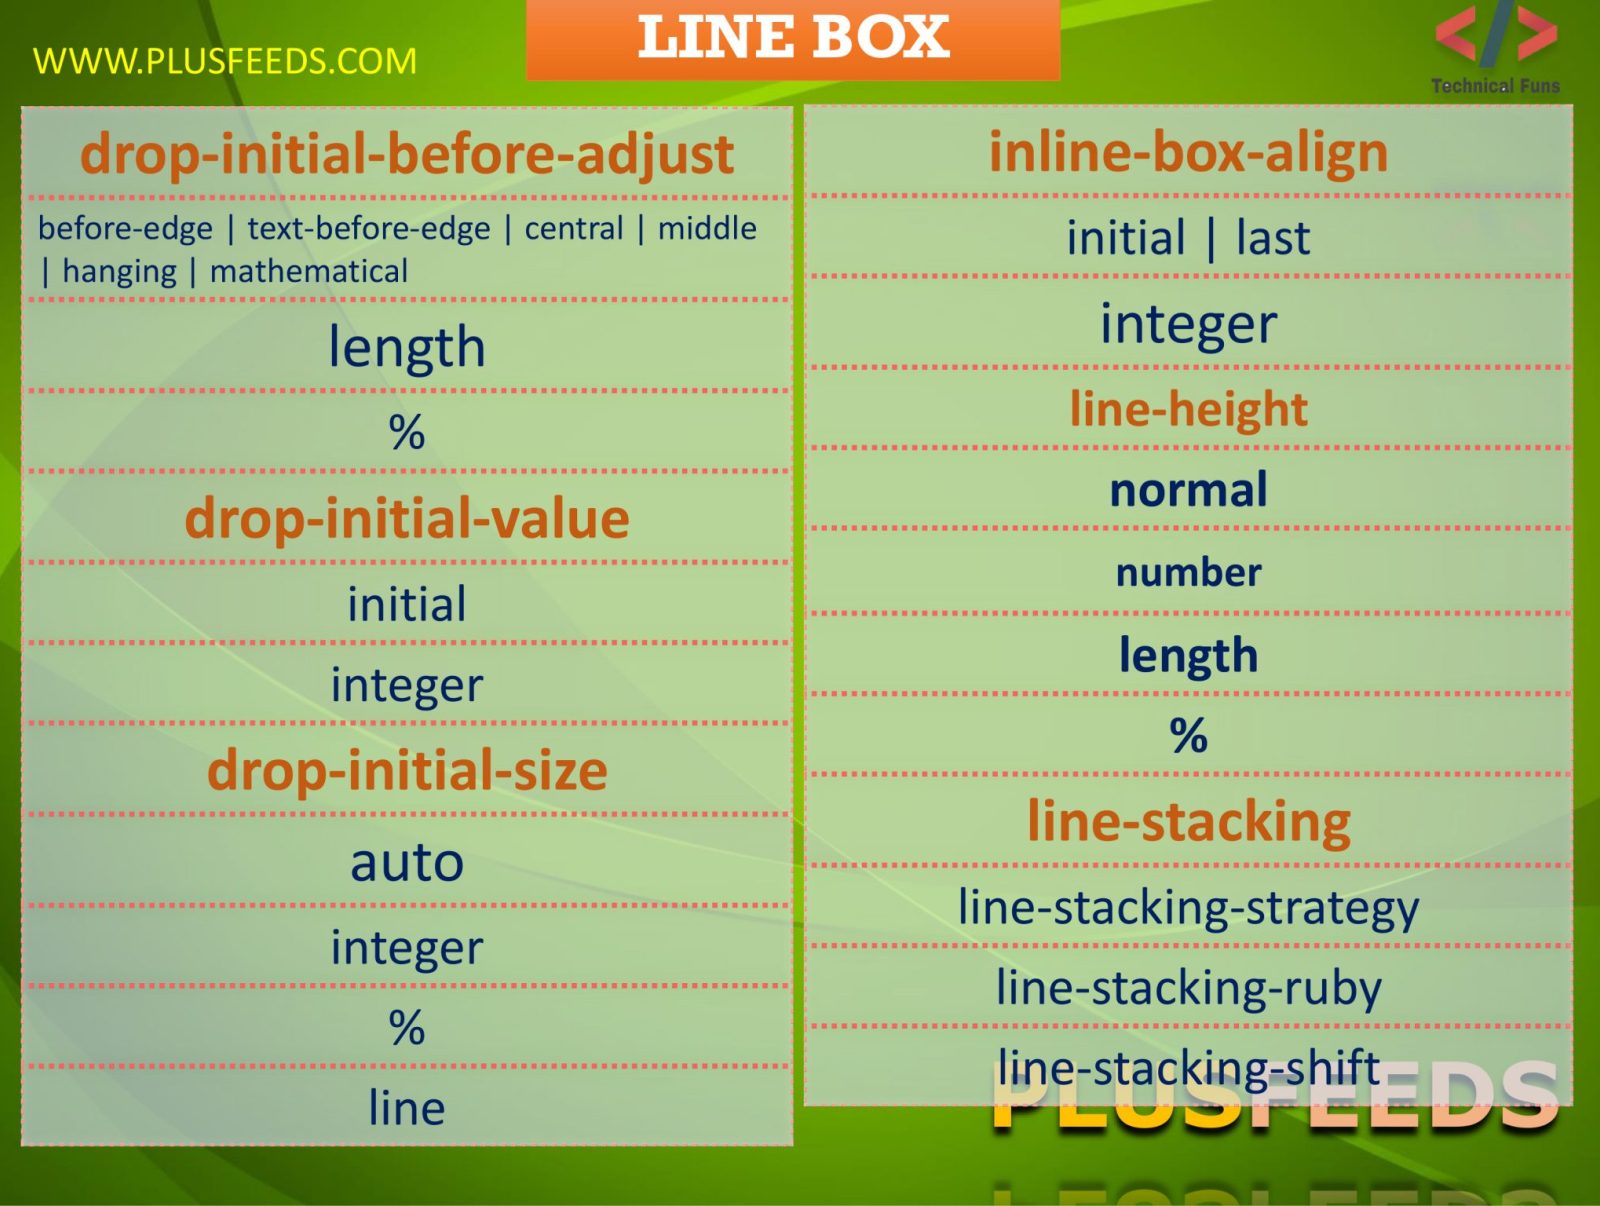 WWW.PLUSFEEDS.COM
LINE BOX
</>
Technical Funs
drop-initial-before-adjust
before-edge | text-before-edge | central | middle
| hanging | mathematical
length
%
drop-initial-value
initial
integer
drop-initial-size
auto
integer
%
line
inline-box-align
initial | last
integer
line-height
normal
number
length
%
line-stacking
line-stacking-strategy
line-stacking-ruby
line-stacking-shift
PLUSFEEDS